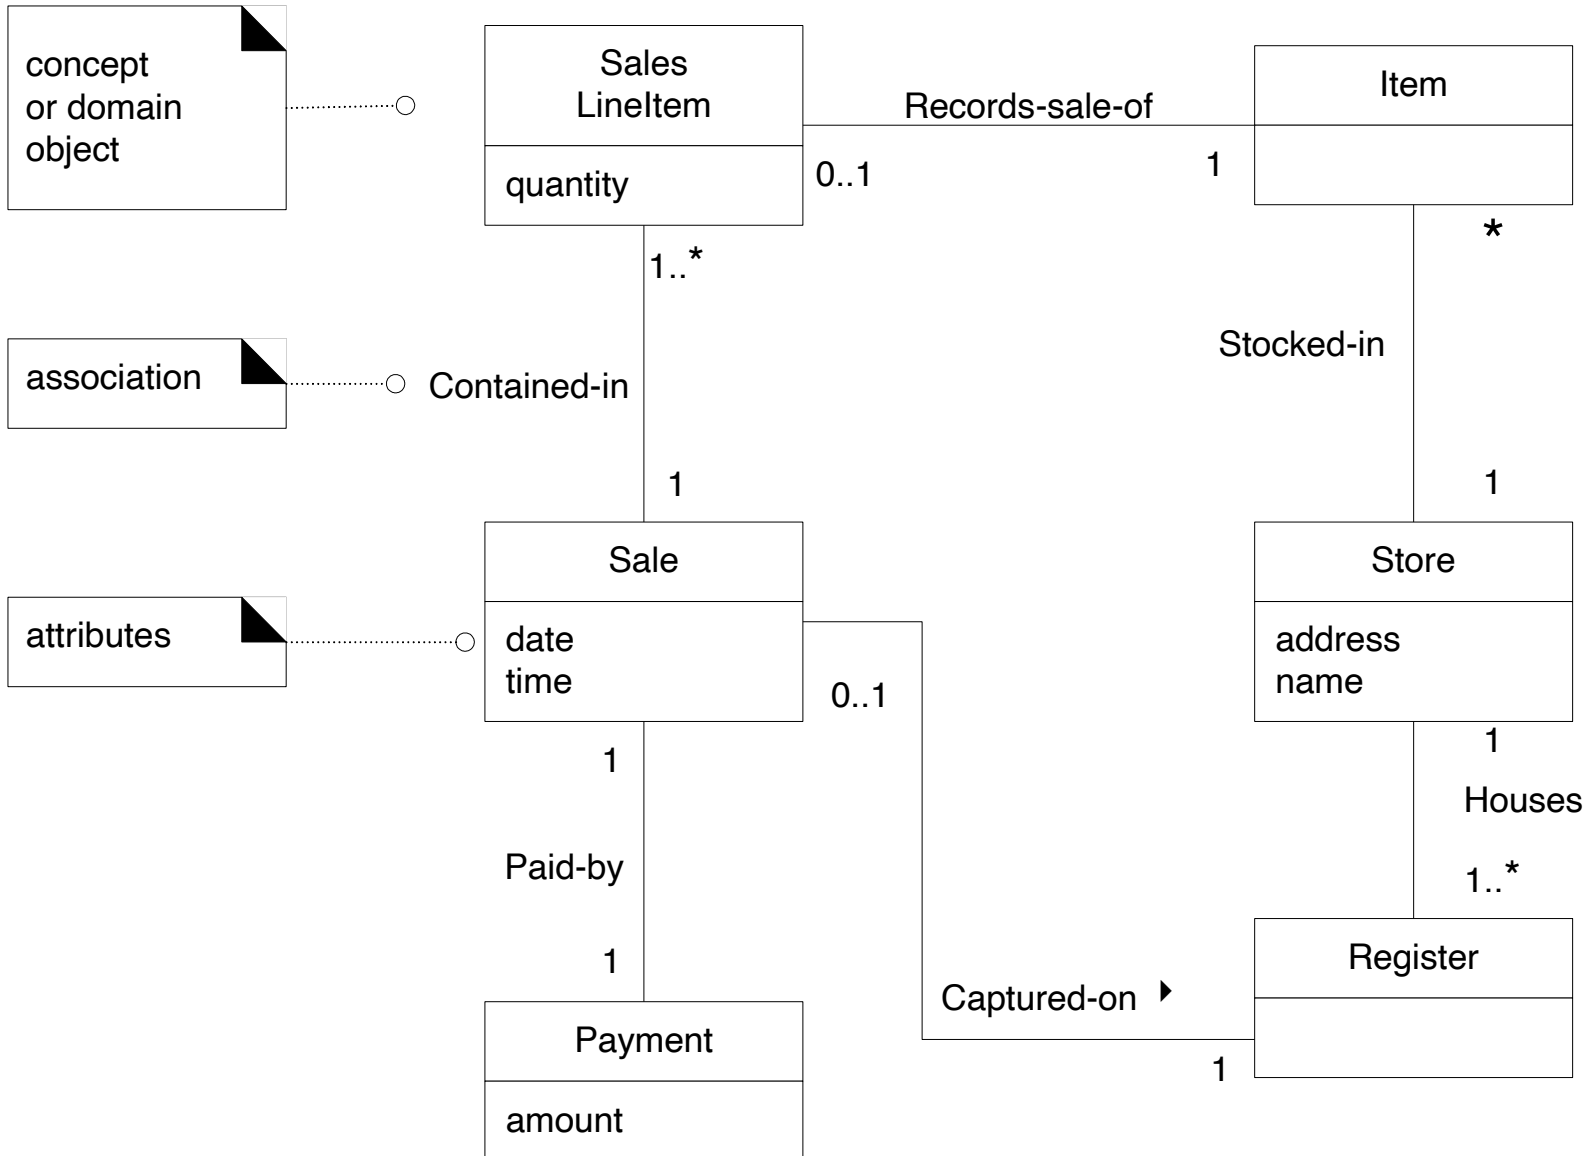 concept
or domain
object
Sales
LineItem
quantity
Records-sale-of
0..1
1
Item
*
1..*
association
Contained-in
Stocked-in
1
1
Sale
date
time
Store
address
name
attributes
0..1
1
1
Houses
Paid-by
1..*
1
Captured-on
Register
1
Payment
amount